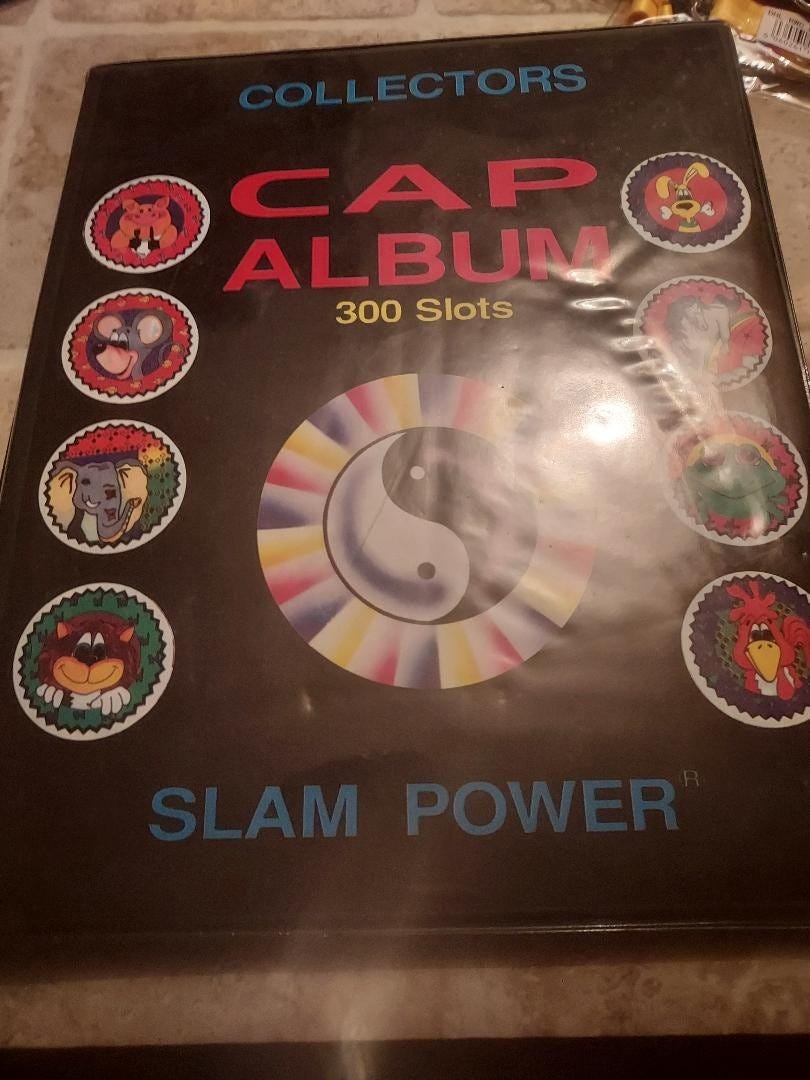 COLLECTORS
CAP
ALBUM
300 Slots
SLAM POWER®